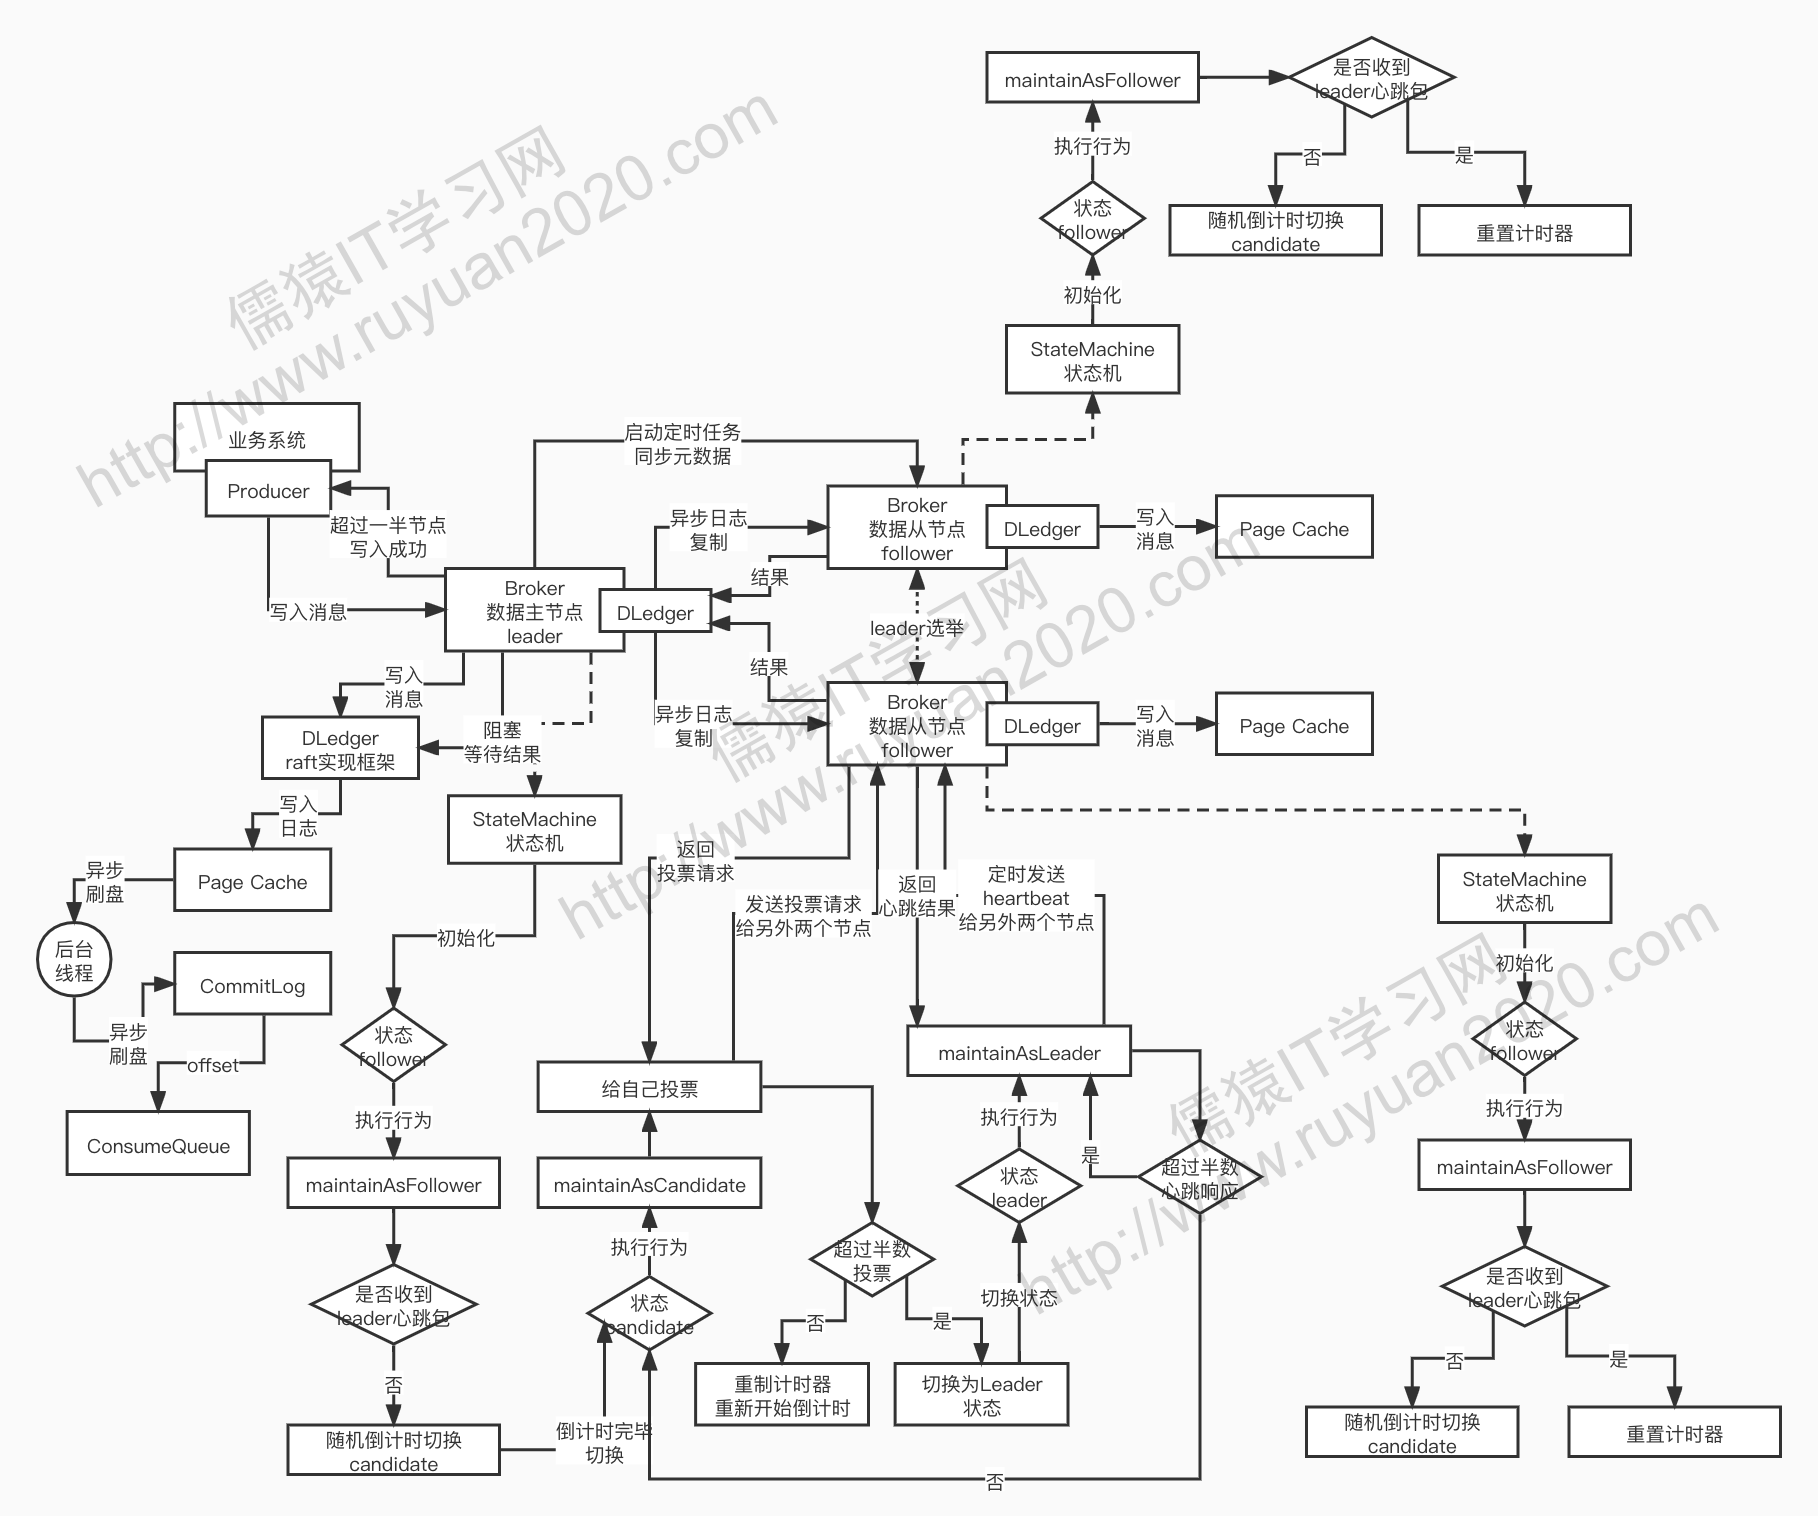 maintainAsFollower
是否收到
leader心跳包
执行行为
否
是
状态
follower
随机倒计时切换
candidate
重置计时器
初始化
StateMachine
状态机
儒猿IT学习网
http://www.ruyuan2020.com
业务系统
Producer
启动定时任务
同步元数据
超过一半节点
写入成功
写入消息
Broker
数据主节点
leader
DLedger
异步日志
复制
结果
Broker
数据从节点
follower
DLedger
写入
消息
Page Cache
leader选举
结果
异步日志
复制
Broker
数据从节点
follower
DLedger
写入
消息
Page Cache
儒猿IT学习网
http://www.ruyuan2020.com
写入
消息
阻塞
等待结果
DLedger
raft实现框架
写入
日志
StateMachine
状态机
Page Cache
异步
刷盘
后台
线程
异步
刷盘
CommitLog
offset
ConsumeQueue
初始化
状态
follower
执行行为
maintainAsFollower
是否收到
leader心跳包
否
随机倒计时切换
candidate
倒计时完毕
切换
返回
投票请求
发送投票请求
给另外两个节点
返回
心跳结果
定时发送
heartbeat
给另外两个节点
给自己投票
maintainAsCandidate
执行行为
状态
candidate
超过半数
投票
否
是
重制计时器
重新开始倒计时
切换为Leader
状态
切换状态
状态
leader
执行行为
maintainAsLeader
是
超过半数
心跳响应
否
StateMachine
状态机
初始化
状态
follower
执行行为
maintainAsFollower
是否收到
leader心跳包
否
是
随机倒计时切换
candidate
重置计时器
儒猿IT学习网
http://www.ruyuan2020.com